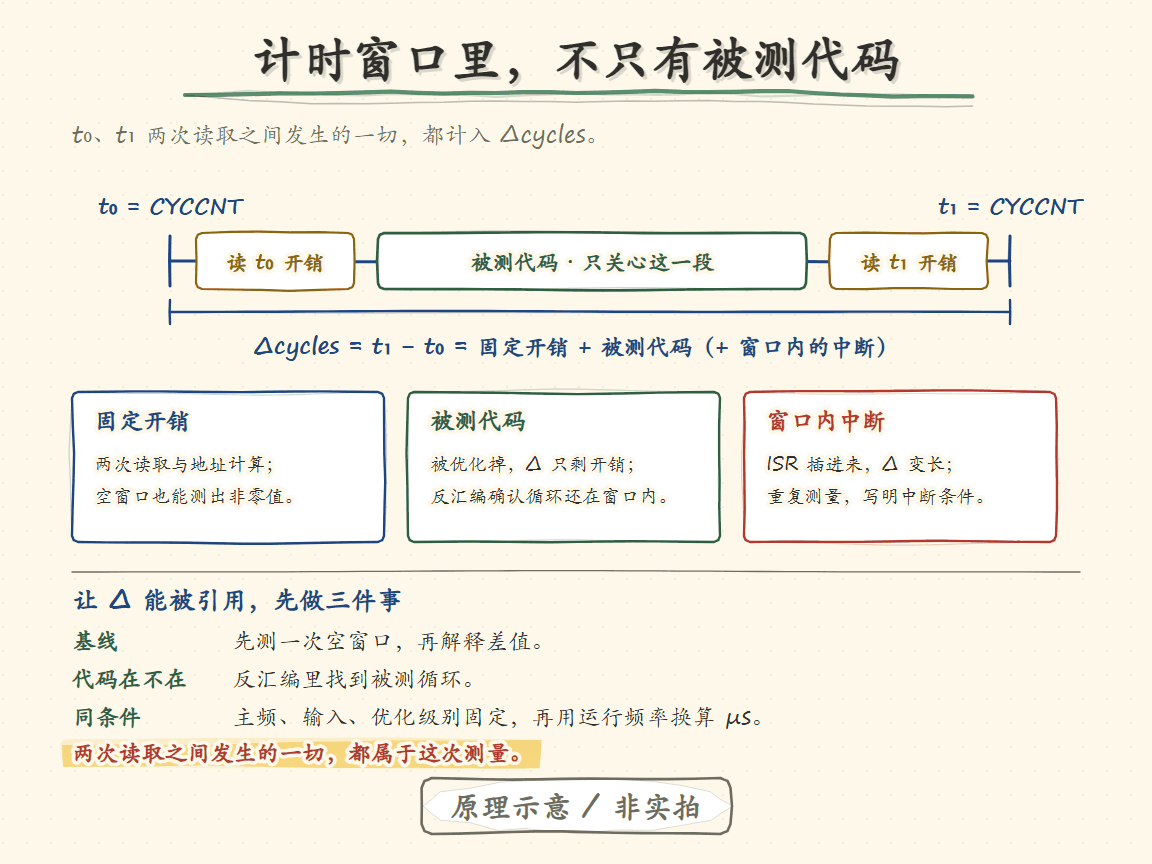 计时窗口里，不只有被测代码
t₀、t₁ 两次读取之间发生的一切，都计入 Δcycles。
t₀ = CYCCNT
t₁ = CYCCNT
读 t₀ 开销
被测代码 · 只关心这一段
读 t₁ 开销
Δcycles = t₁ − t₀ = 固定开销 + 被测代码（+ 窗口内的中断）
固定开销
两次读取与地址计算；
空窗口也能测出非零值。
被测代码
被优化掉，Δ 只剩开销；
反汇编确认循环还在窗口内。
窗口内中断
ISR 插进来，Δ 变长；
重复测量，写明中断条件。
让 Δ 能被引用，先做三件事
基线 先测一次空窗口，再解释差值。
代码在不在 反汇编里找到被测循环。
同条件 主频、输入、优化级别固定，再用运行频率换算 μs。
两次读取之间发生的一切，都属于这次测量。
原理示意 / 非实拍